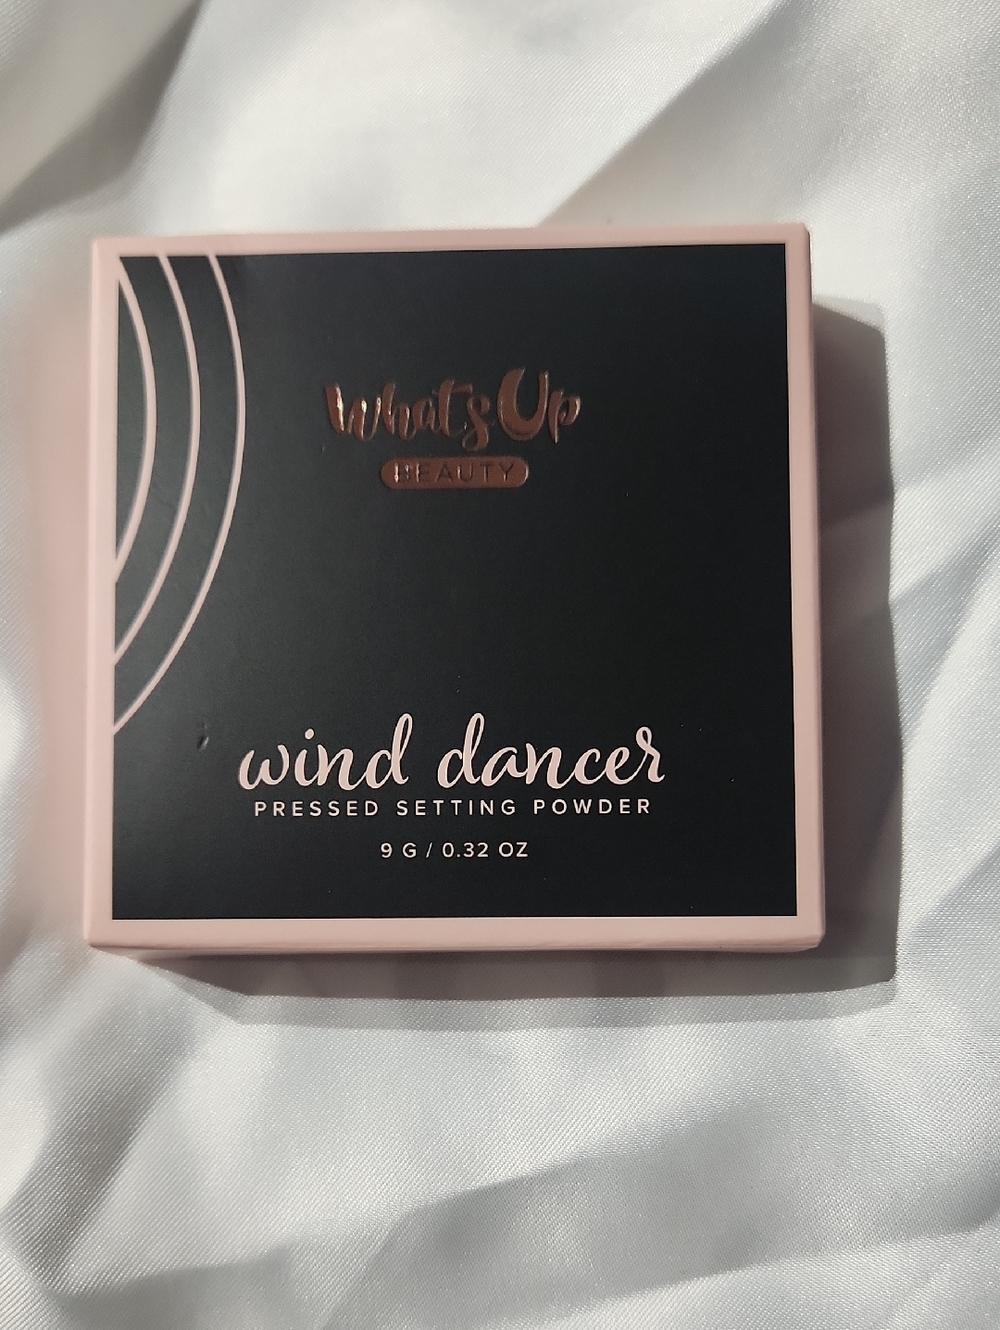 What's Up
BEAUTY
wind dancer
PRESSED SETTING POWDER
9 G / 0.32 OZ